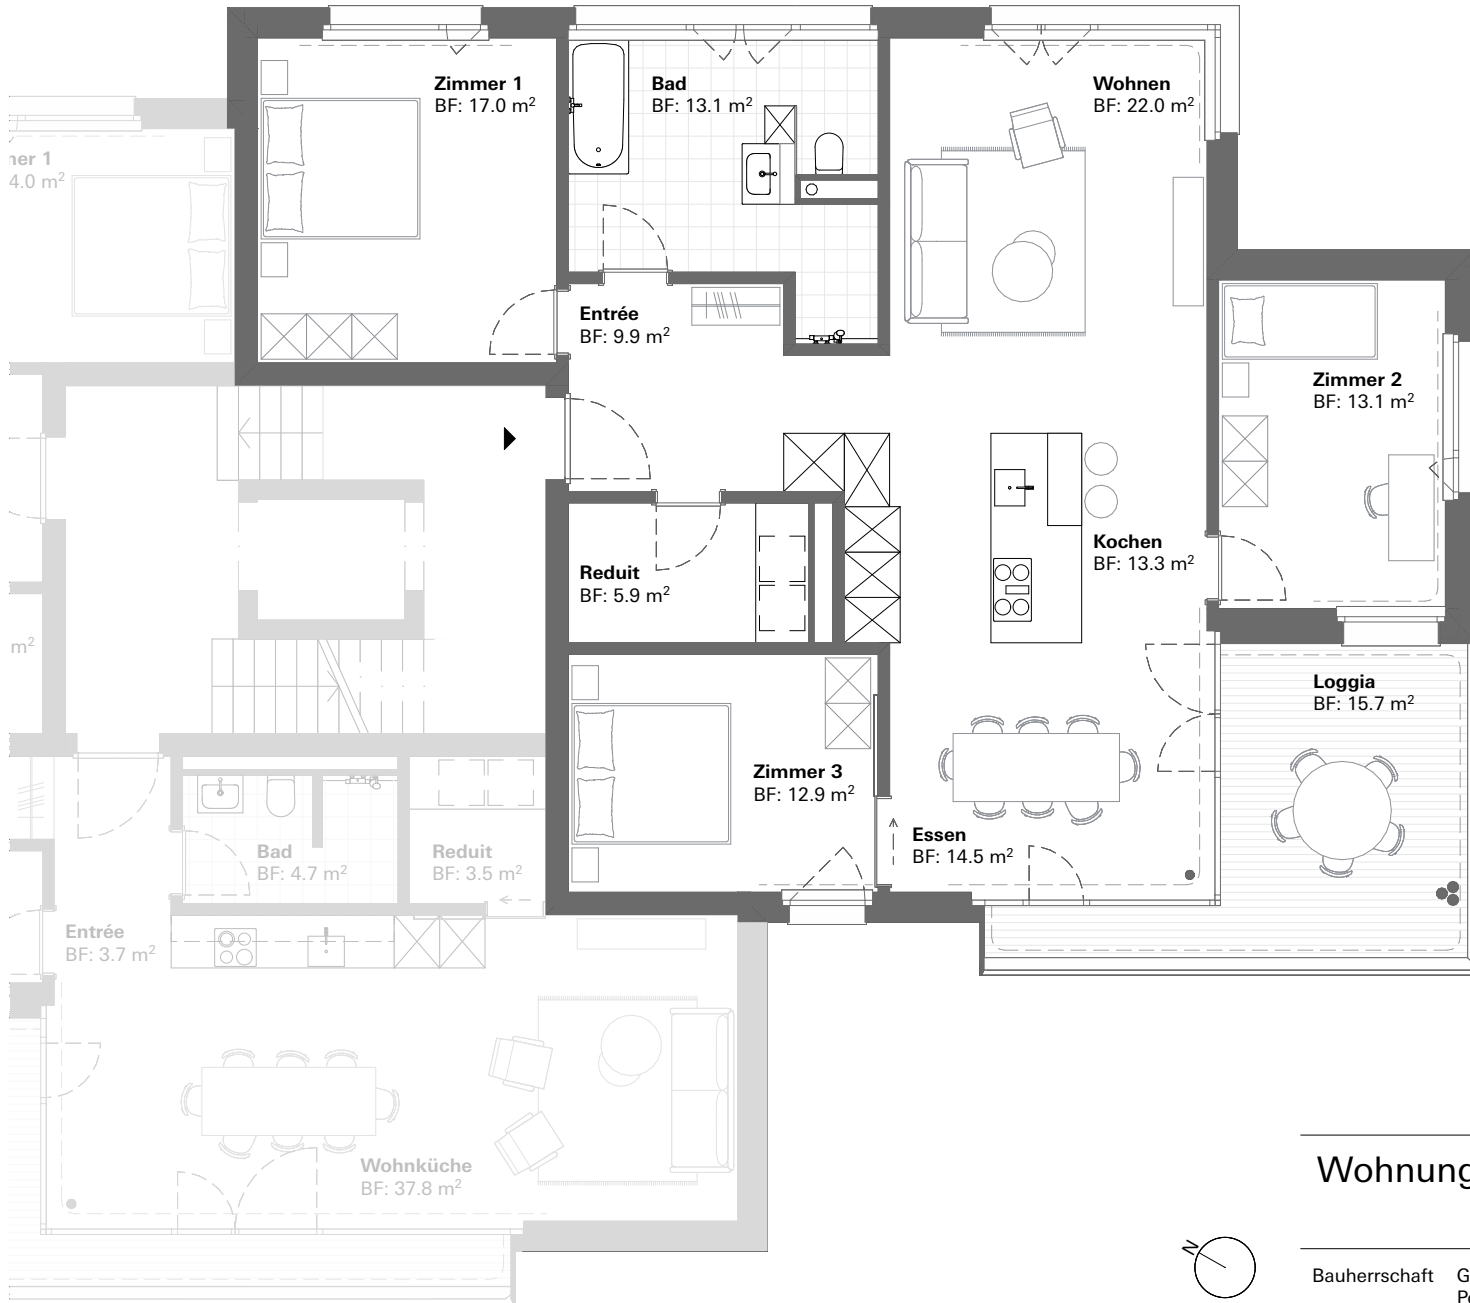 Zimmer 1
BF: 17.0 m²
Bad
BF: 13.1 m²
Wohnen
BF: 22.0 m²
ner 1
4.0 m²
Entrée
BF: 9.9 m²
Zimmer 2
BF: 13.1 m²
Kochen
BF: 13.3 m²
Reduit
BF: 5.9 m²
m²
Loggia
BF: 15.7 m²
Zimmer 3
BF: 12.9 m²
Essen
BF: 14.5 m²
Bad
BF: 4.7 m²
Reduit
BF: 3.5 m²
Entrée
BF: 3.7 m²
Wohnküche
BF: 37.8 m²
Wohnung
N
Bauherrschaft G